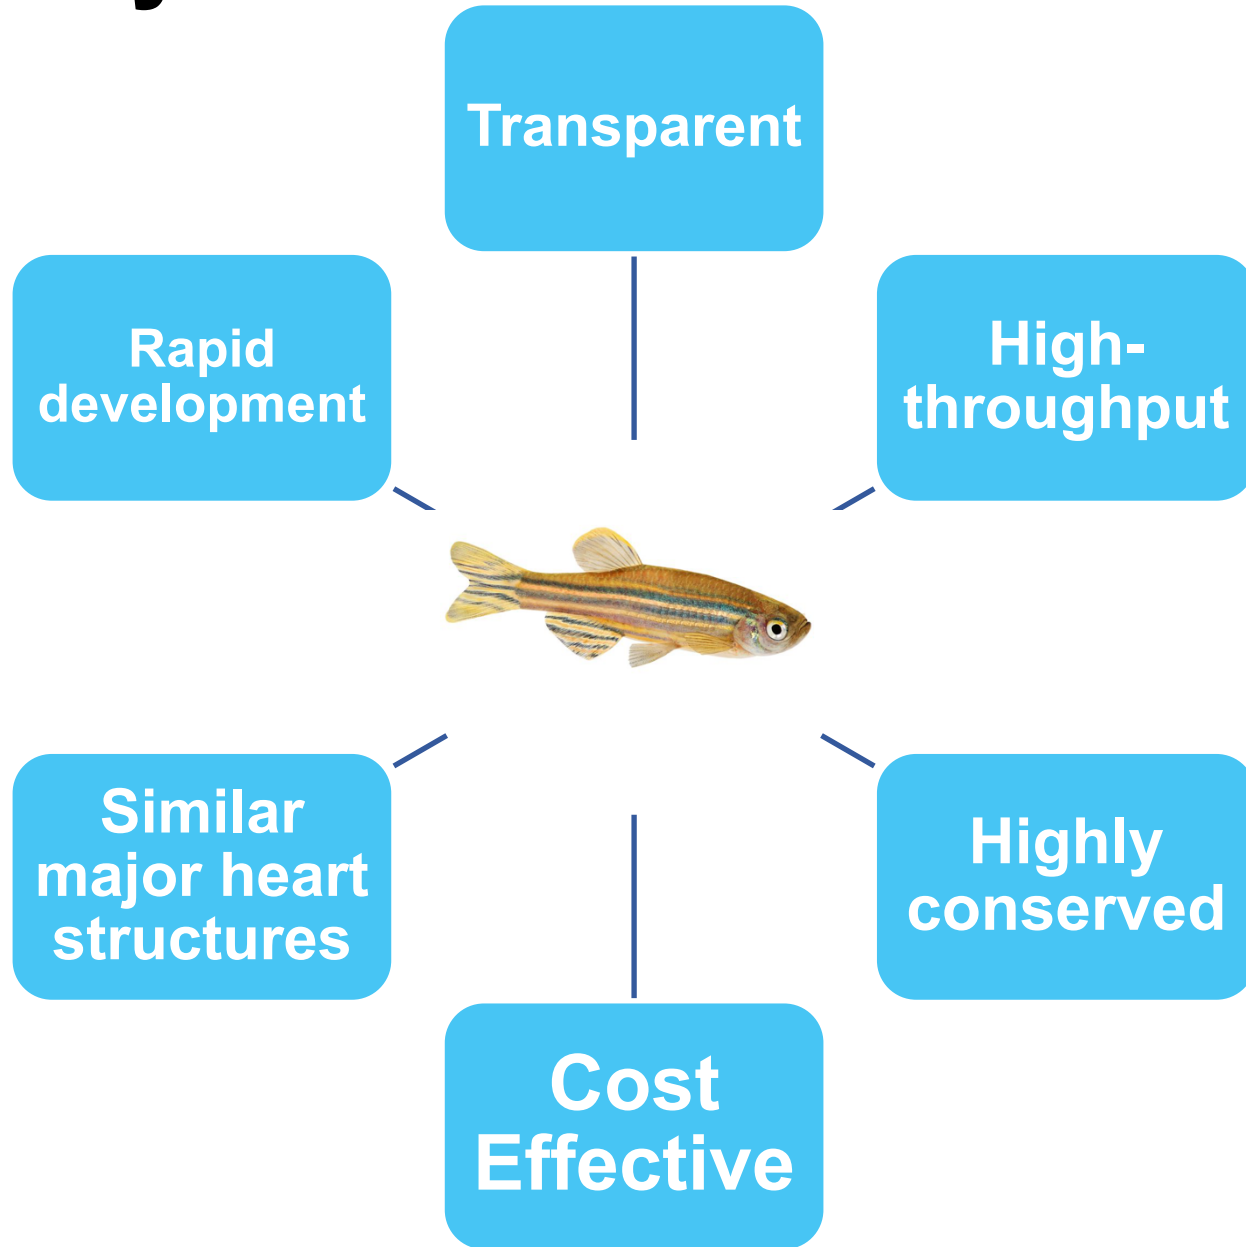 Transparent
Rapid
development
High-
throughput
Similar
major heart
structures
Highly
conserved
Cost
Effective